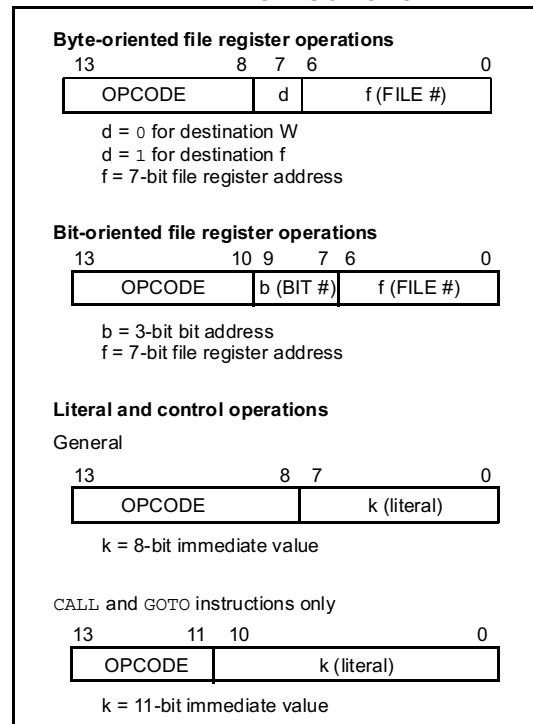 Byte-oriented file register operations
13 8 7 6 0
OPCODE d f (FILE #)
d = 0 for destination W
d = 1 for destination f
f = 7-bit file register address
Bit-oriented file register operations
13 10 9 7 6 0
OPCODE b (BIT #) f (FILE #)
b = 3-bit bit address
f = 7-bit file register address
Literal and control operations
General
13 8 7 0
OPCODE k (literal)
k = 8-bit immediate value
CALL and GOTO instructions only
13 11 10 0
OPCODE k (literal)
k = 11-bit immediate value